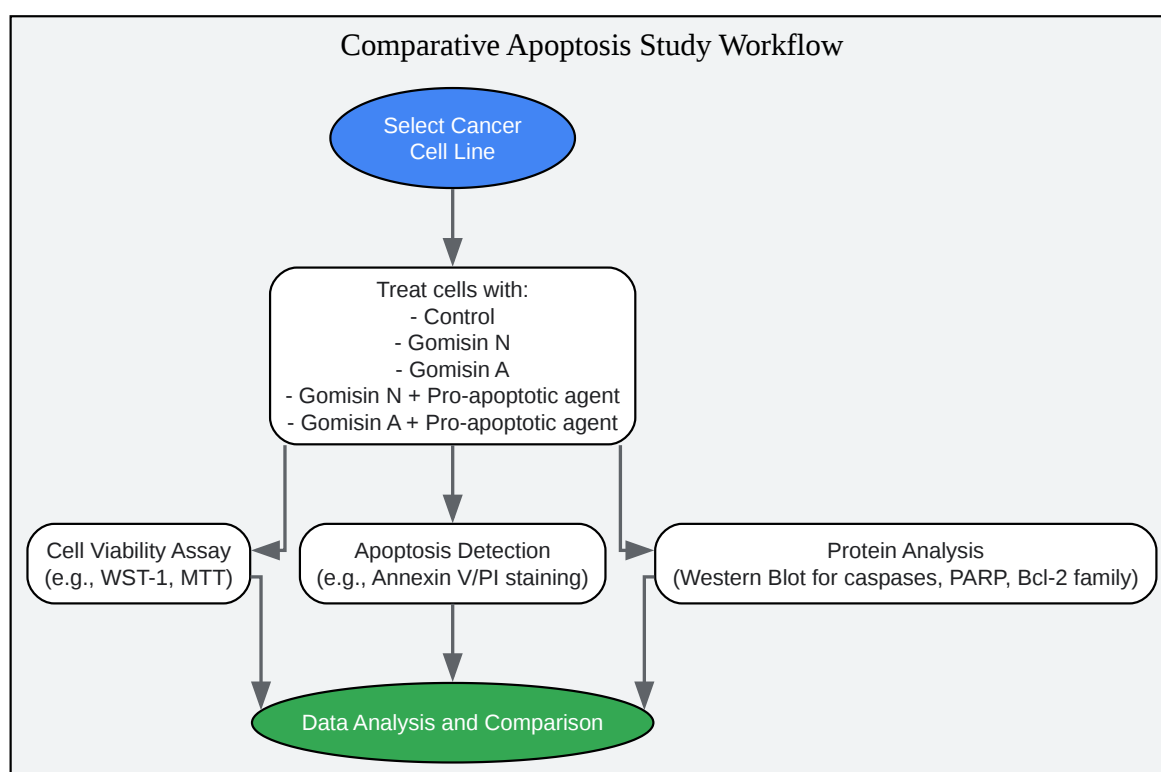 Comparative Apoptosis Study Workflow
Select Cancer
Cell Line
Treat cells with:
- Control
- Gomisin N
- Gomisin A
- Gomisin N + Pro-apoptotic agent
- Gomisin A + Pro-apoptotic agent
Cell Viability Assay
(e.g., WST-1, MTT)
Apoptosis Detection
(e.g., Annexin V/PI staining)
Protein Analysis
(Western Blot for caspases, PARP, Bcl-2 family)
Data Analysis and Comparison